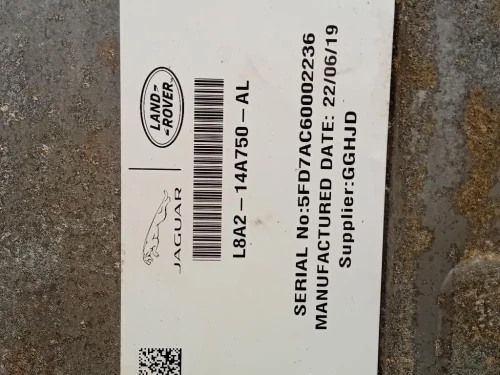 JAGUAR
LAND-
-ROVER
L8A2-14A750-AL
SERIAL No:5FD7AC60002236
MANUFACTURED DATE: 22/06/19
Supplier:GGHJD